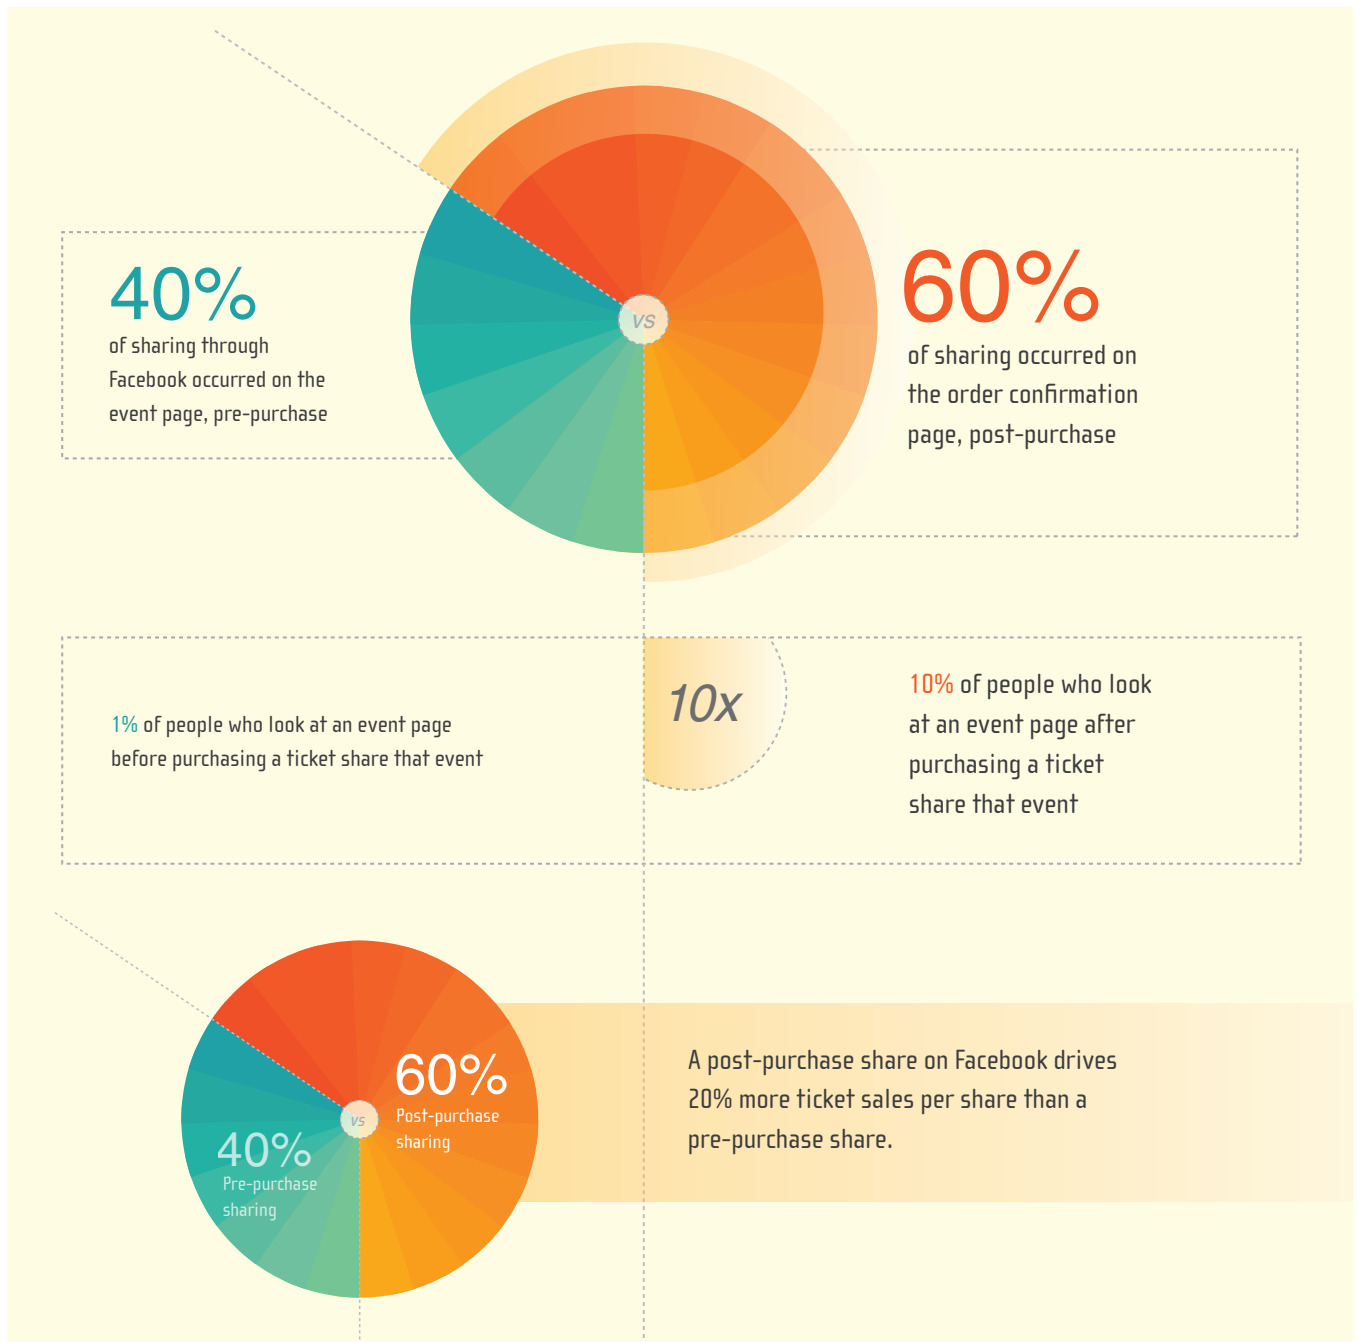 40%
of sharing through
Facebook occurred on the
event page, pre-purchase
VS
60%
of sharing occurred on
the order confirmation
page, post-purchase
1% of people who look at an event page
before purchasing a ticket share that event
10x
10% of people who look
at an event page after
purchasing a ticket
share that event
40%
Pre-purchase
sharing
VS
60%
Post-purchase
sharing
A post-purchase share on Facebook drives
20% more ticket sales per share than a
pre-purchase share.